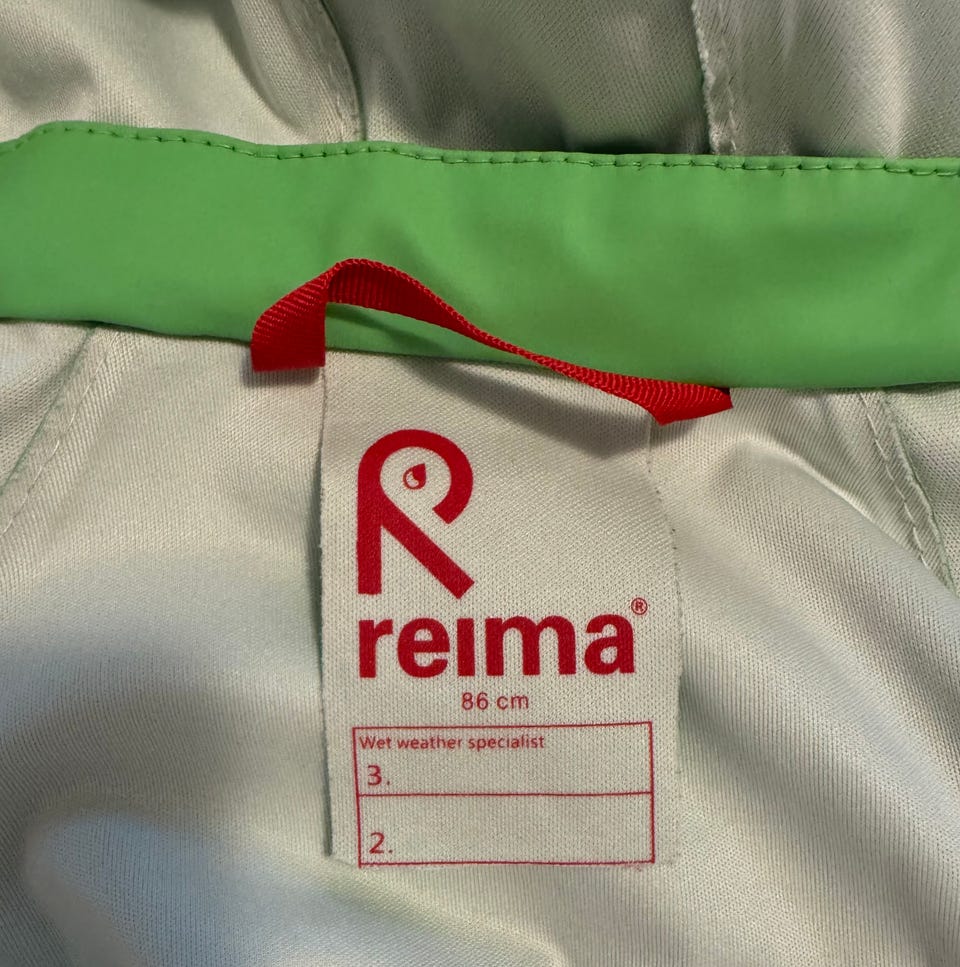 reima®
86 cm
Wet weather specialist
3.
2.